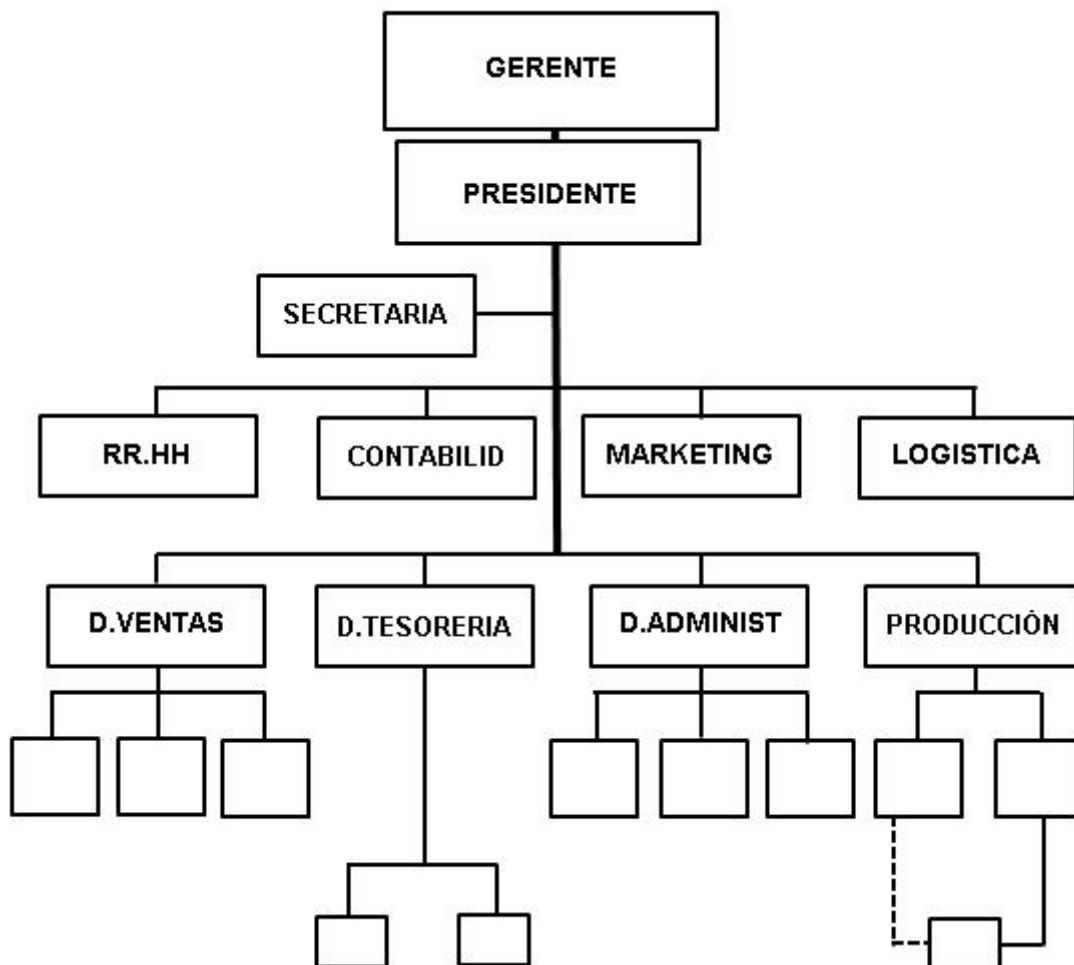 GERENTE
PRESIDENTE
SECRETARIA
RR.HH
CONTABILID
MARKETING
LOGISTICA
D.VENTAS
D.TESORERIA
D.ADMINIST
PRODUCCIÓN